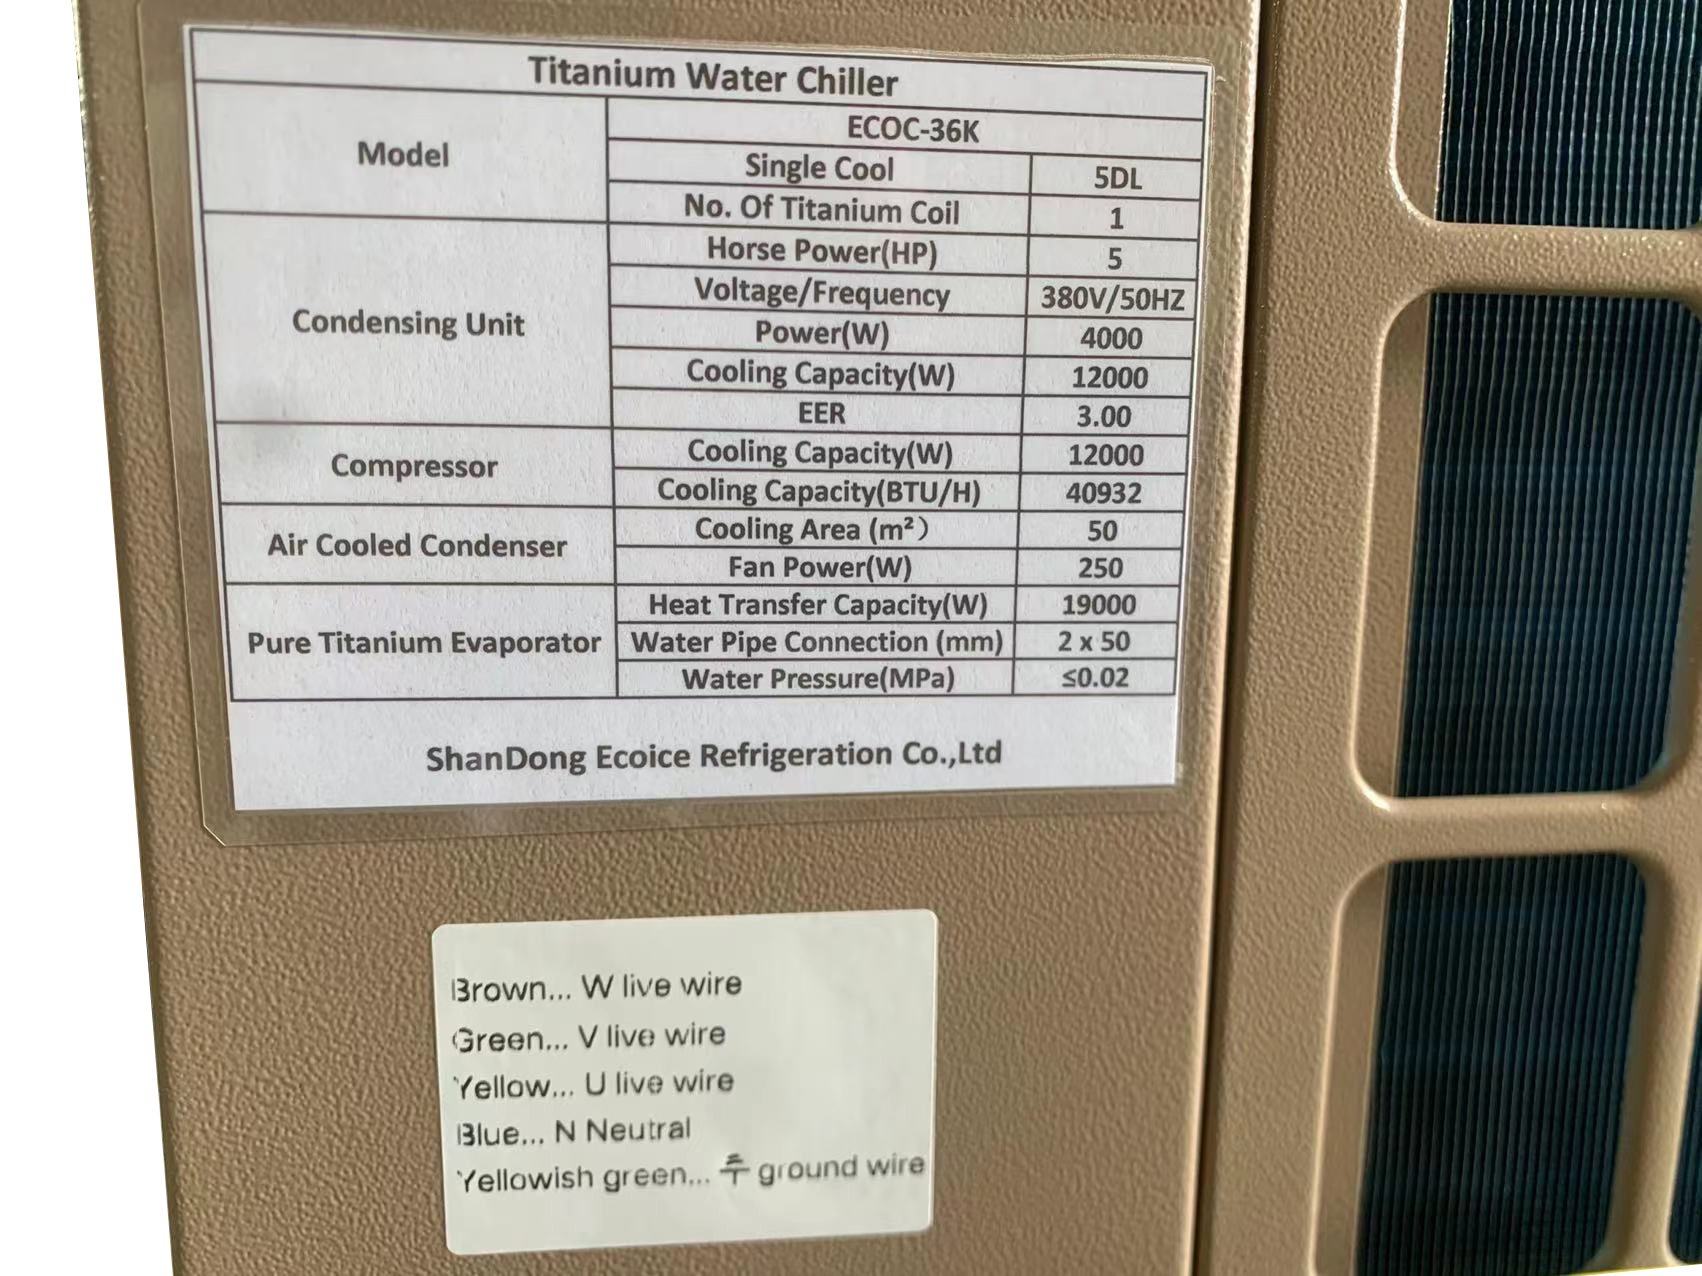 Titanium Water Chiller
Model
ECOC-36K
Single Cool 5DL
No. Of Titanium Coil 1
Condensing Unit
Horse Power(HP) 5
Voltage/Frequency 380V/50HZ
Power(W) 4000
Cooling Capacity(W) 12000
EER 3.00
Compressor
Cooling Capacity(W) 12000
Cooling Capacity(BTU/H) 40932
Air Cooled Condenser
Cooling Area (m²) 50
Fan Power(W) 250
Pure Titanium Evaporator
Heat Transfer Capacity(W) 19000
Water Pipe Connection (mm) 2 x 50
Water Pressure(MPa) ≤0.02
ShanDong Ecoice Refrigeration Co.,Ltd
Brown... W live wire
Green... V live wire
Yellow... U live wire
Blue... N Neutral
Yellowish green... ground wire